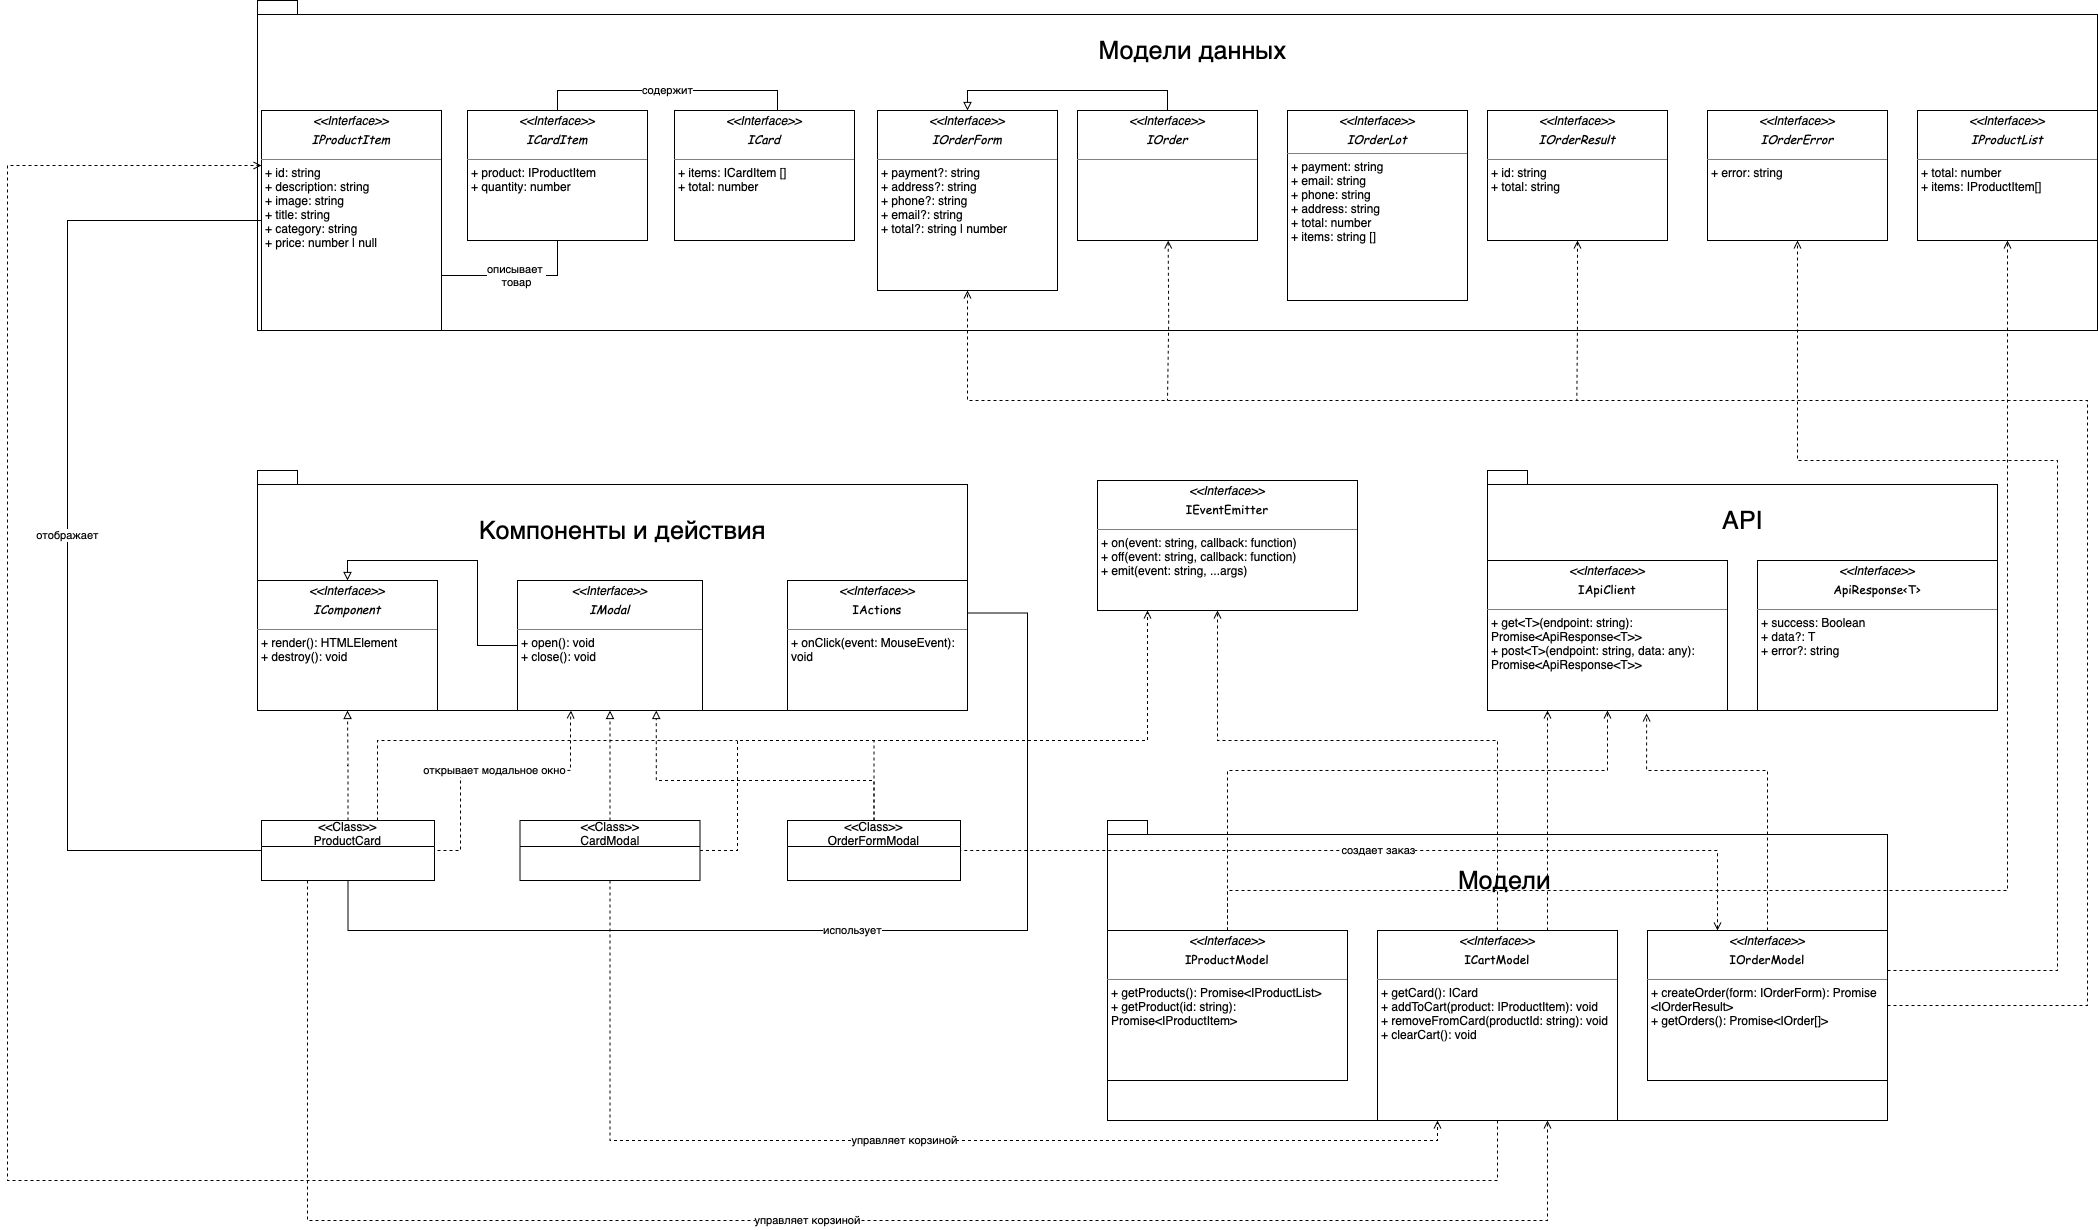 Модели данных
содержит
<<Interface>>
IProductItem
+ id: string
+ description: string
+ image: string
+ title: string
+ category: string
+ price: number | null
<<Interface>>
ICardItem
+ product: IProductItem
+ quantity: number
<<Interface>>
ICard
+ items: ICardItem []
+ total: number
<<Interface>>
IOrderForm
+ payment?: string
+ address?: string
+ phone?: string
+ email?: string
+ total?: string | number
<<Interface>>
IOrder
<<Interface>>
IOrderLot
+ payment: string
+ email: string
+ phone: string
+ address: string
+ total: number
+ items: string []
<<Interface>>
IOrderResult
+ id: string
+ total: string
<<Interface>>
IOrderError
+ error: string
<<Interface>>
IProductList
+ total: number
+ items: IProductItem[]
описывает
товар
отображает
Компоненты и действия
<<Interface>>
IComponent
+ render(): HTMLElement
+ destroy(): void
<<Interface>>
IModal
+ open(): void
+ close(): void
<<Interface>>
IActions
+ onClick(event: MouseEvent):
void
<<Interface>>
IEventEmitter
+ on(event: string, callback: function)
+ off(event: string, callback: function)
+ emit(event: string, ...args)
API
<<Interface>>
IApiClient
+ get<T>(endpoint: string):
Promise<ApiResponse<T>>
+ post<T>(endpoint: string, data: any):
Promise<ApiResponse<T>>
<<Interface>>
ApiResponse<T>
+ success: Boolean
+ data?: T
+ error?: string
открывает модальное окно
<<Class>>
ProductCard
<<Class>>
CardModal
<<Class>>
OrderFormModal
создает заказ
использует
Модели
<<Interface>>
IProductModel
+ getProducts(): Promise<IProductList>
+ getProduct(id: string):
Promise<IProductItem>
<<Interface>>
ICartModel
+ getCard(): ICard
+ addToCart(product: IProductItem): void
+ removeFromCard(productId: string): void
+ clearCart(): void
<<Interface>>
IOrderModel
+ createOrder(form: IOrderForm): Promise
<IOrderResult>
+ getOrders(): Promise<IOrder[]>
управляет корзиной
управляет корзиной